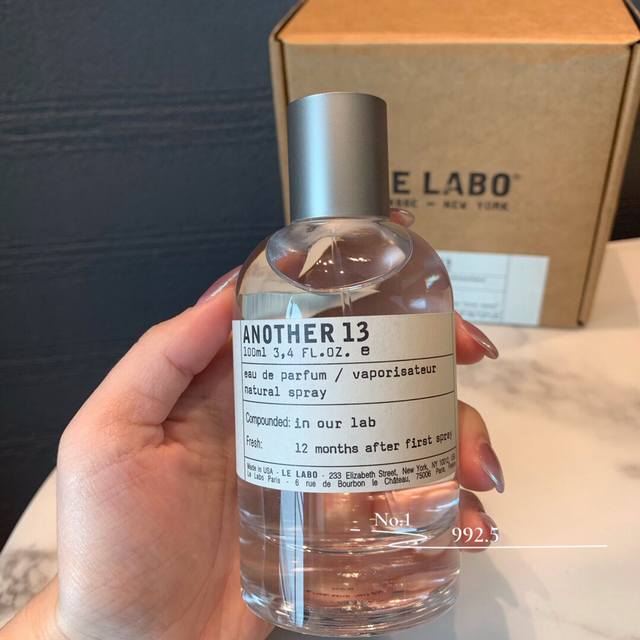 LE LABO
NEW YORK
ANOTHER 13
100ml 3,4 FL.OZ. e
eau de parfum / vaporisateur
natural spray
Compounded: in our lab
Fresh: 12 months after first spray
Made in USA - LE LABO - 233 Elizabeth Street, New York, NY 10012, USA
Le Labo Paris - 6 rue de Bourbon le Château, 75006 Paris, France
No.1
992.5